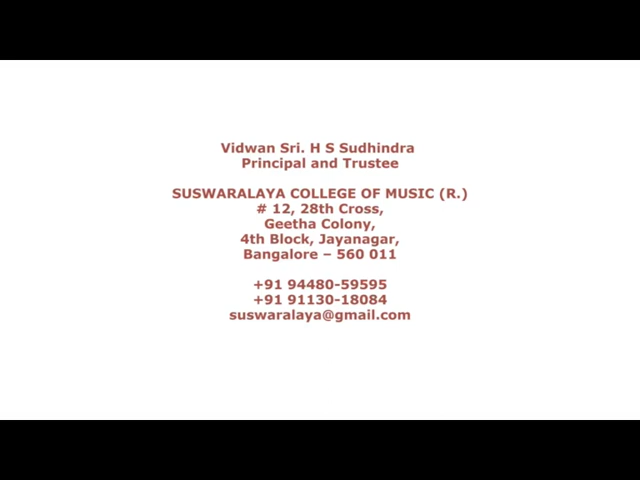 Vidwan Sri. H S Sudhindra
Principal and Trustee
SUSWARALAYA COLLEGE OF MUSIC (R.)
# 12, 28th Cross,
Geetha Colony,
4th Block, Jayanagar,
Bangalore – 560 011
+91 94480-59595
+91 91130-18084
suswaralaya@gmail.com